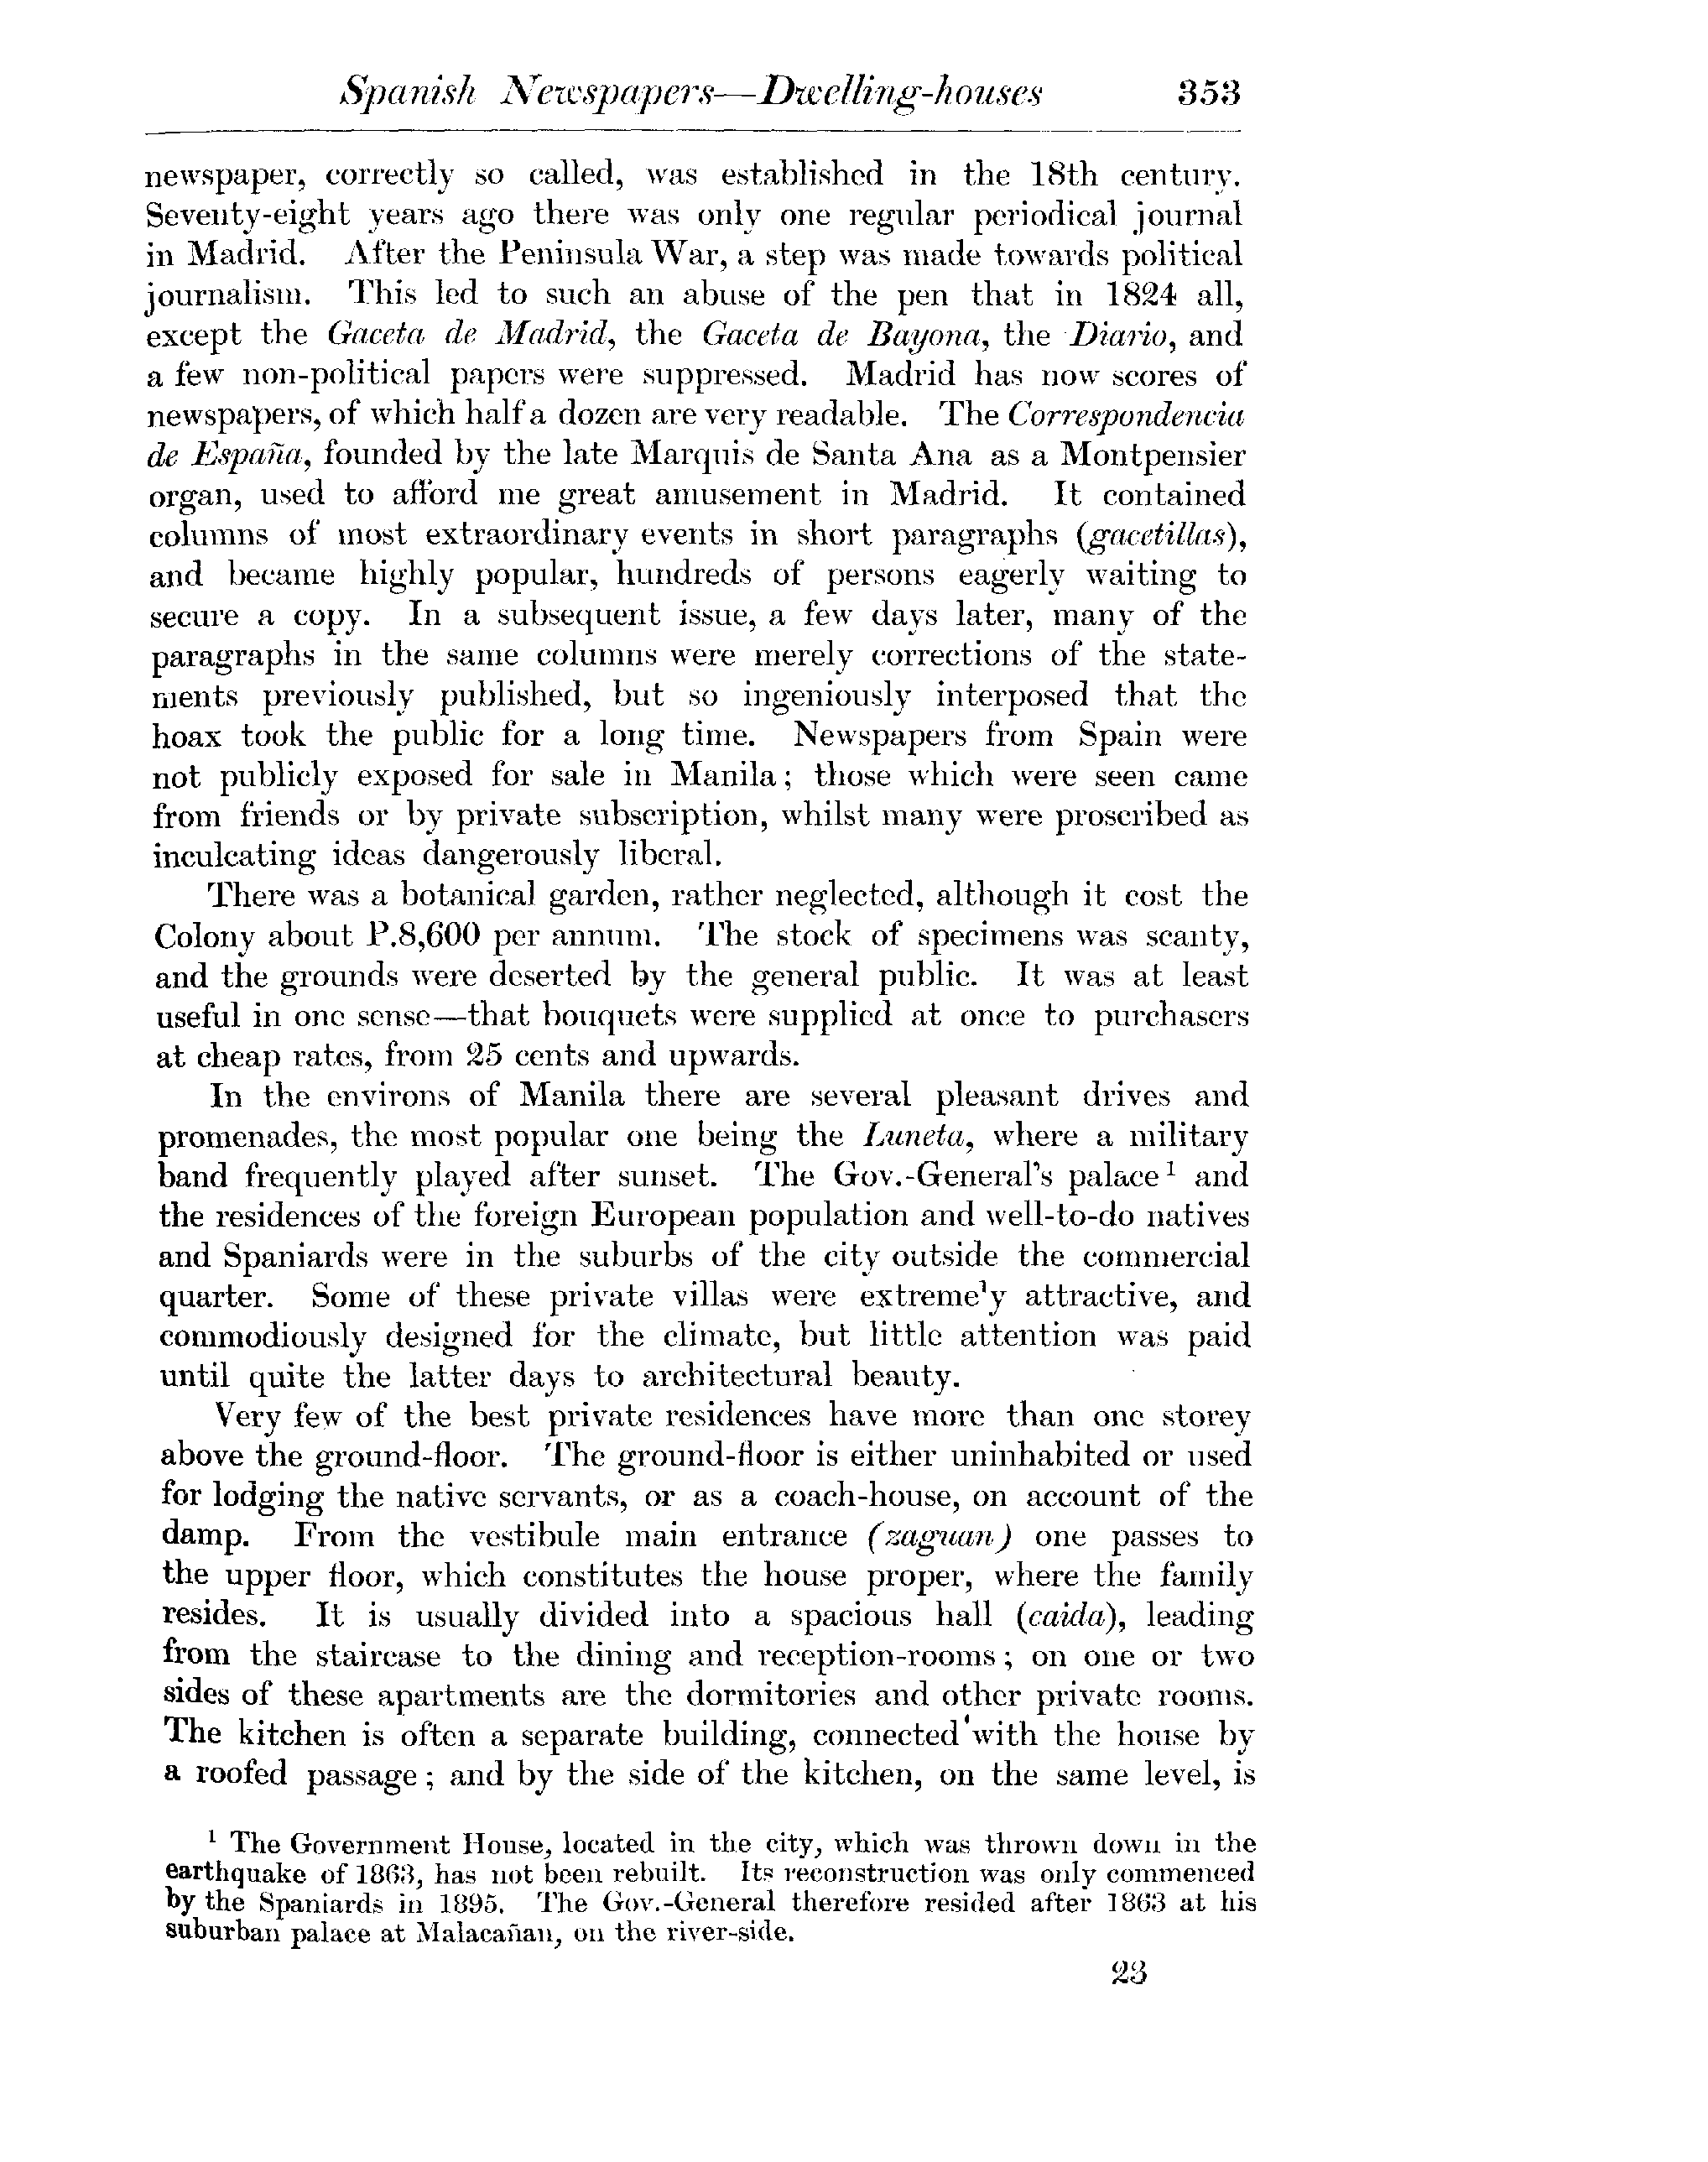 Spanish Newspapers—Dwelling-houses 353
newspaper, correctly so called, was established in the 18th century.
Seventy-eight years ago there was only one regular periodical journal
in Madrid. After the Peninsula War, a step was made towards political
journalism. This led to such an abuse of the pen that in 1824 all,
except the Gaceta de Madrid, the Gaceta de Bayona, the Diario, and
a few non-political papers were suppressed. Madrid has now scores of
newspapers, of which half a dozen are very readable. The Correspondencia
de España, founded by the late Marquis de Santa Ana as a Montpensier
organ, used to afford me great amusement in Madrid. It contained
columns of most extraordinary events in short paragraphs (gacetillas),
and became highly popular, hundreds of persons eagerly waiting to
secure a copy. In a subsequent issue, a few days later, many of the
paragraphs in the same columns were merely corrections of the state-
ments previously published, but so ingeniously interposed that the
hoax took the public for a long time. Newspapers from Spain were
not publicly exposed for sale in Manila; those which were seen came
from friends or by private subscription, whilst many were proscribed as
inculcating ideas dangerously liberal.
There was a botanical garden, rather neglected, although it cost the
Colony about P.8,600 per annum. The stock of specimens was scanty,
and the grounds were deserted by the general public. It was at least
useful in one sense—that bouquets were supplied at once to purchasers
at cheap rates, from 25 cents and upwards.
In the environs of Manila there are several pleasant drives and
promenades, the most popular one being the Luneta, where a military
band frequently played after sunset. The Gov.-General's palace¹ and
the residences of the foreign European population and well-to-do natives
and Spaniards were in the suburbs of the city outside the commercial
quarter. Some of these private villas were extremely attractive, and
commodiously designed for the climate, but little attention was paid
until quite the latter days to architectural beauty.
Very few of the best private residences have more than one storey
above the ground-floor. The ground-floor is either uninhabited or used
for lodging the native servants, or as a coach-house, on account of the
damp. From the vestibule main entrance (zaguan) one passes to
the upper floor, which constitutes the house proper, where the family
resides. It is usually divided into a spacious hall (caida), leading
from the staircase to the dining and reception-rooms; on one or two
sides of these apartments are the dormitories and other private rooms.
The kitchen is often a separate building, connected with the house by
a roofed passage; and by the side of the kitchen, on the same level, is
¹ The Government House, located in the city, which was thrown down in the
earthquake of 1863, has not been rebuilt. Its reconstruction was only commenced
by the Spaniards in 1895. The Gov.-General therefore resided after 1863 at his
suburban palace at Malacañan, on the river-side.
23